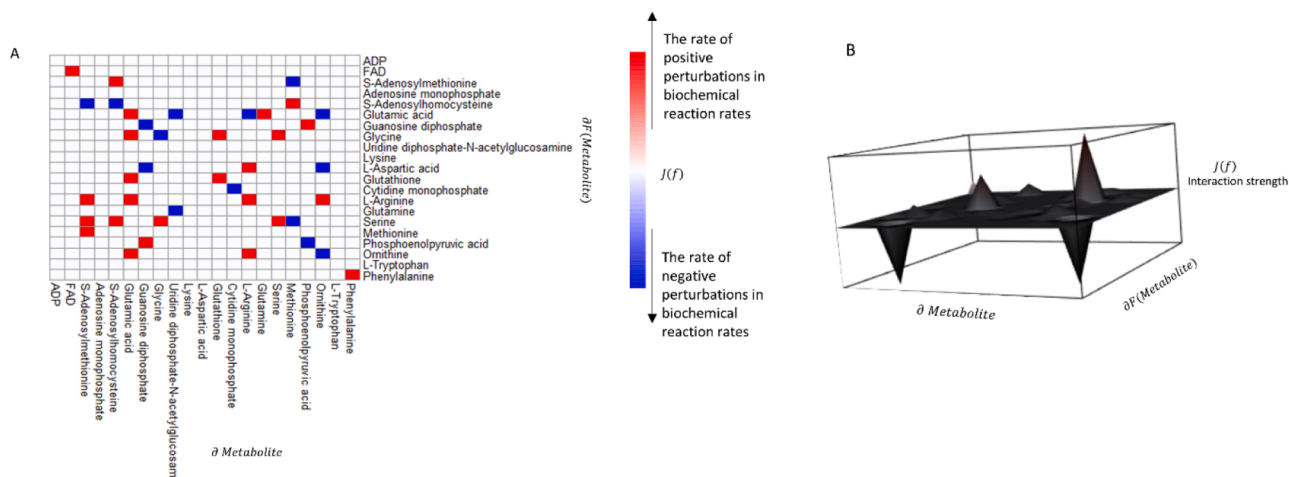 A
ADP
FAD
S-Adenosylmethionine
Adenosine monophosphate
S-Adenosylhomocysteine
Glutamic acid
Guanosine diphosphate
Glycine
Uridine diphosphate-N-acetylglucosamine
Lysine
L-Aspartic acid
Glutathione
Cytidine monophosphate
L-Arginine
Glutamine
Serine
Methionine
Phosphoenolpyruvic acid
Ornithine
L-Tryptophan
Phenylalanine
ADP
FAD
S-Adenosylmethionine
Adenosine monophosphate
S-Adenosylhomocysteine
Glutamic acid
Guanosine diphosphate
Glycine
Uridine diphosphate-N-acetylglucosam
Lysine
L-Aspartic acid
Glutathione
Cytidine monophosphate
L-Arginine
Glutamine
Serine
Methionine
Phosphoenolpyruvic acid
Ornithine
L-Tryptophan
Phenylalanine
∂ Metabolite
∂F(Metabolite)
J(f)
The rate of
positive
perturbations in
biochemical
reaction rates
The rate of
negative
perturbations in
biochemical
reaction rates
B
J(f)
Interaction strength
∂ Metabolite
∂F(Metabolite)